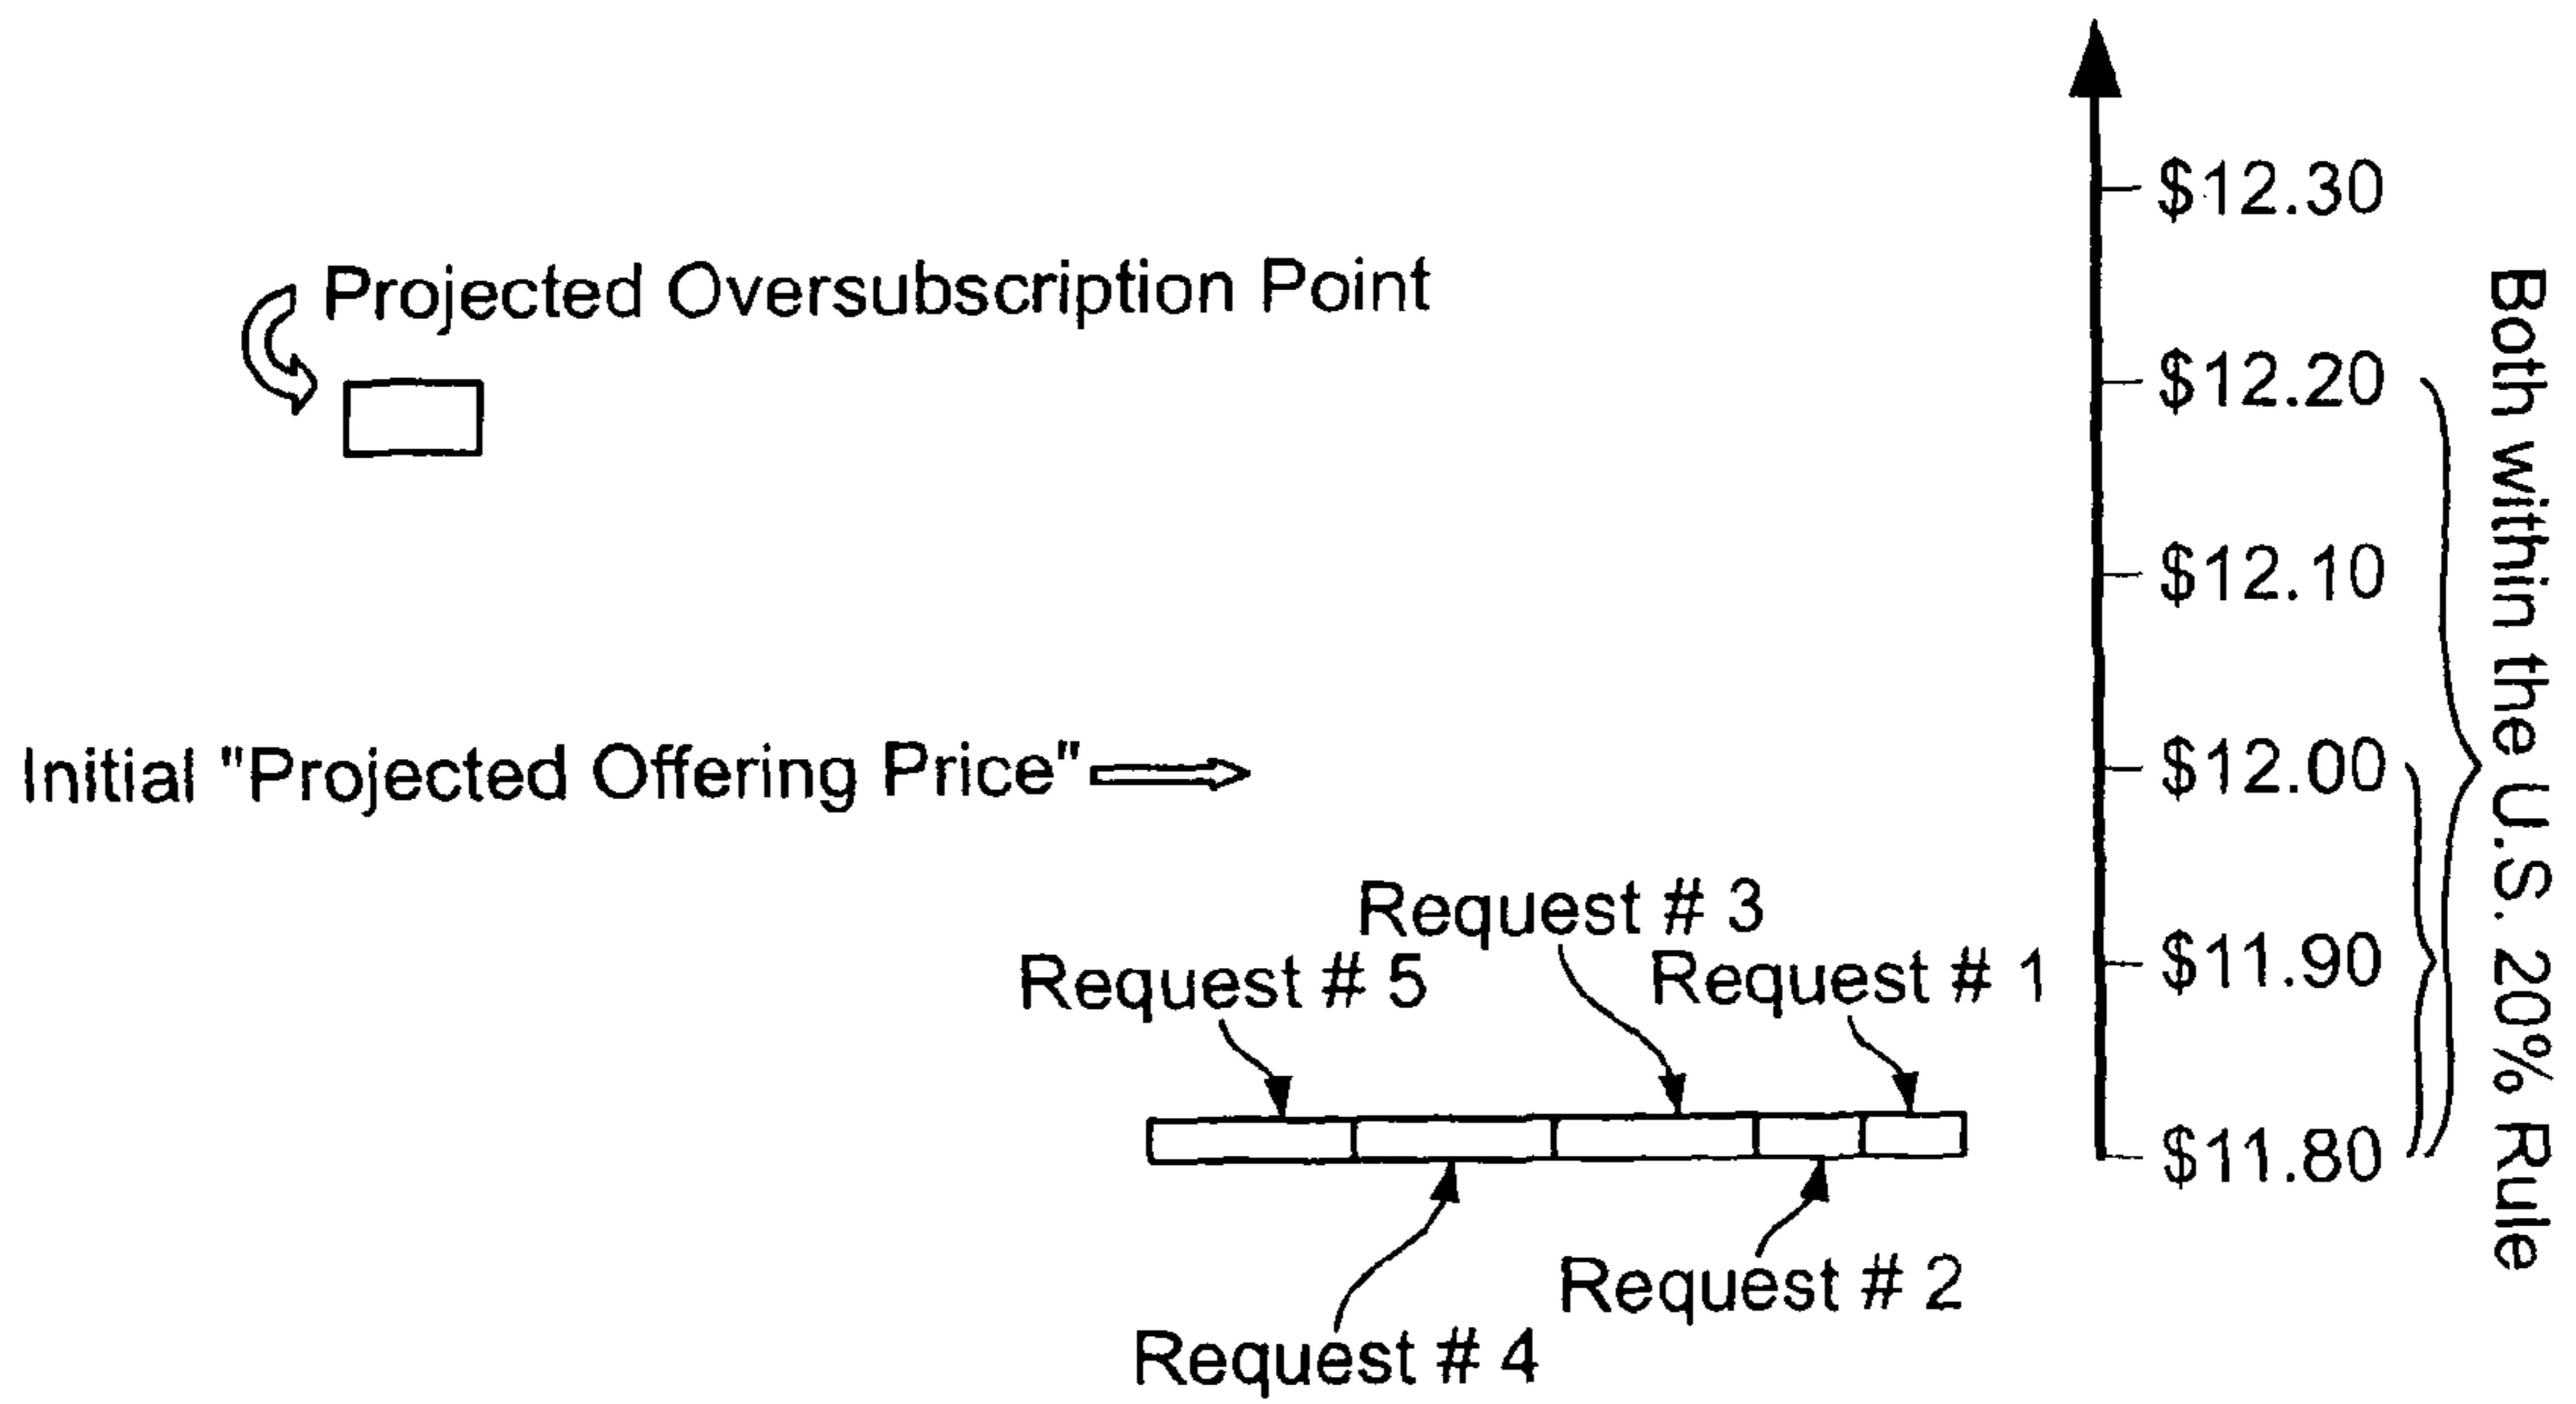 $12.30
Projected Oversubscription Point
$12.20
$12.10
Initial "Projected Offering Price"
$12.00
Request # 3
Request # 5
Request # 1
$11.90
$11.80
Request # 2
Request # 4
Both within the U.S. 20% Rule